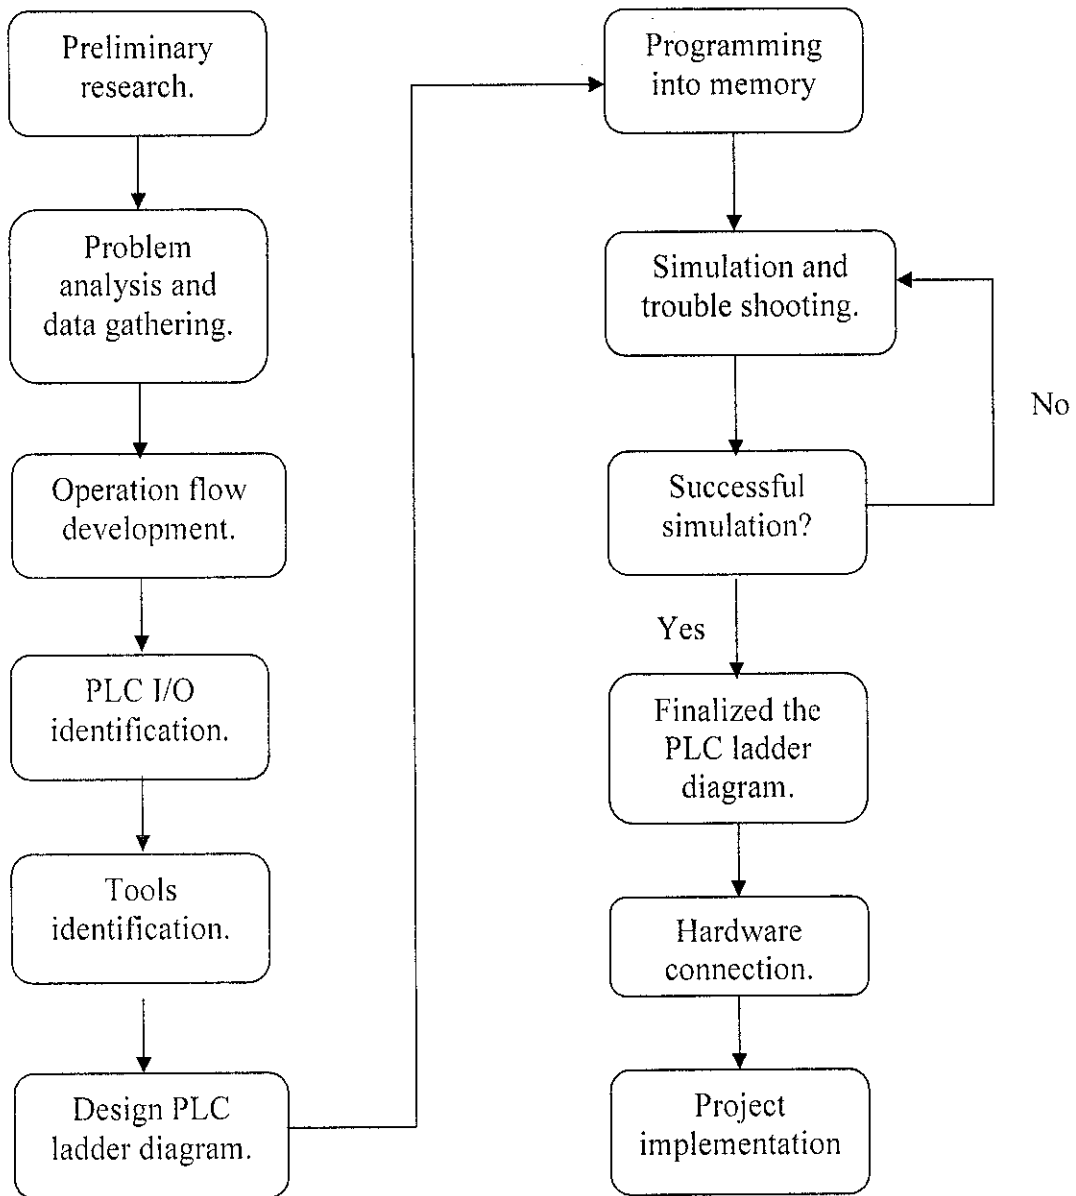 Preliminary
research.
Problem
analysis and
data gathering.
Operation flow
development.
PLC I/O
identification.
Tools
identification.
Design PLC
ladder diagram.
Programming
into memory
Simulation and
trouble shooting.
No
Successful
simulation?
Yes
Finalized the
PLC ladder
diagram.
Hardware
connection.
Project
implementation